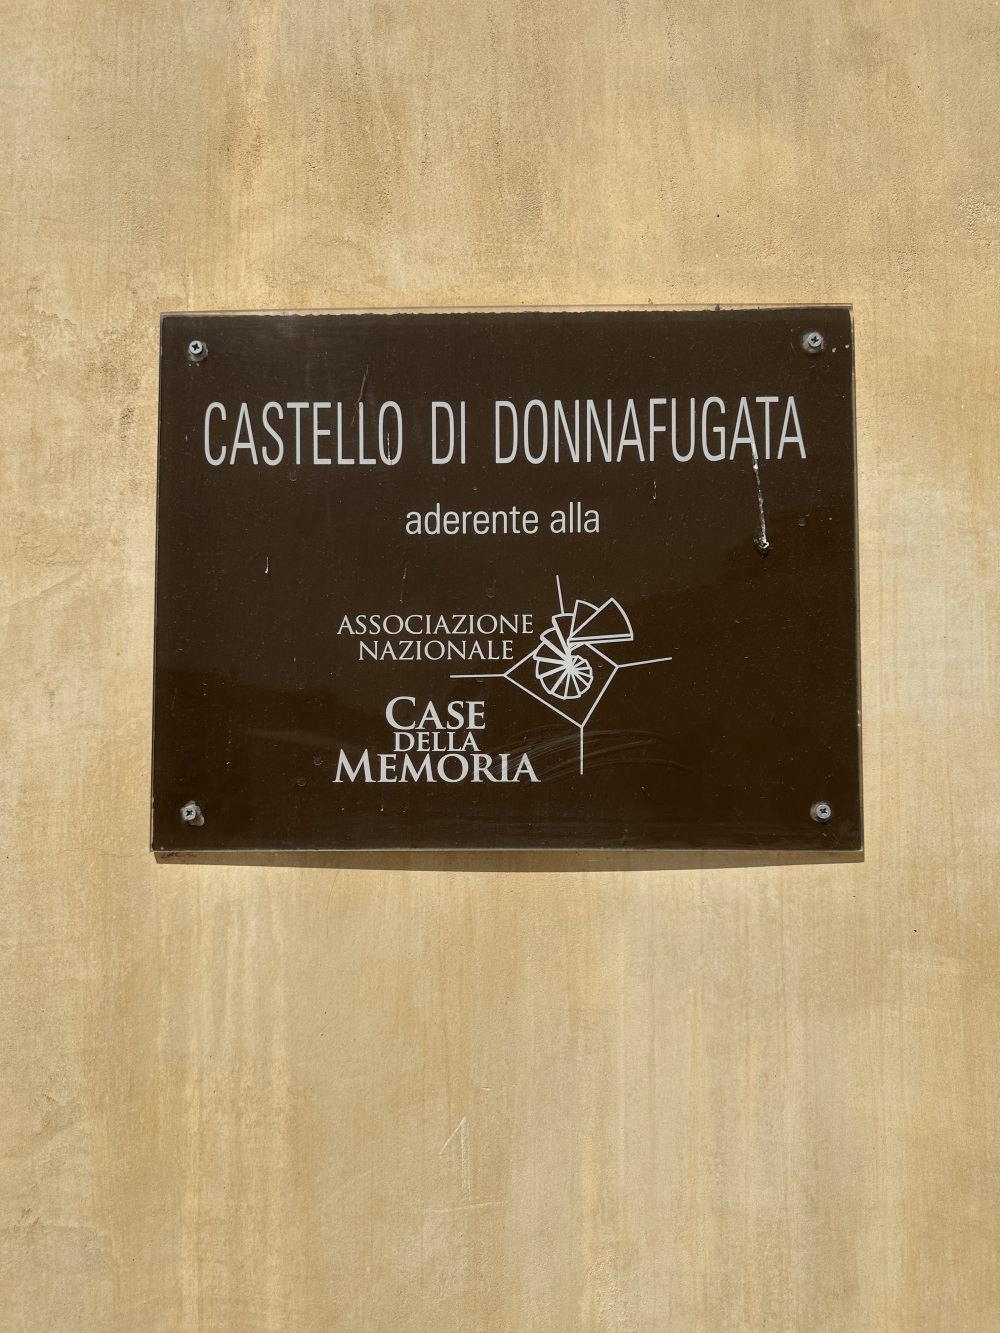 CASTELLO DI DONNAFUGATA
aderente alla
ASSOCIAZIONE
NAZIONALE
CASE
DELLA
MEMORIA